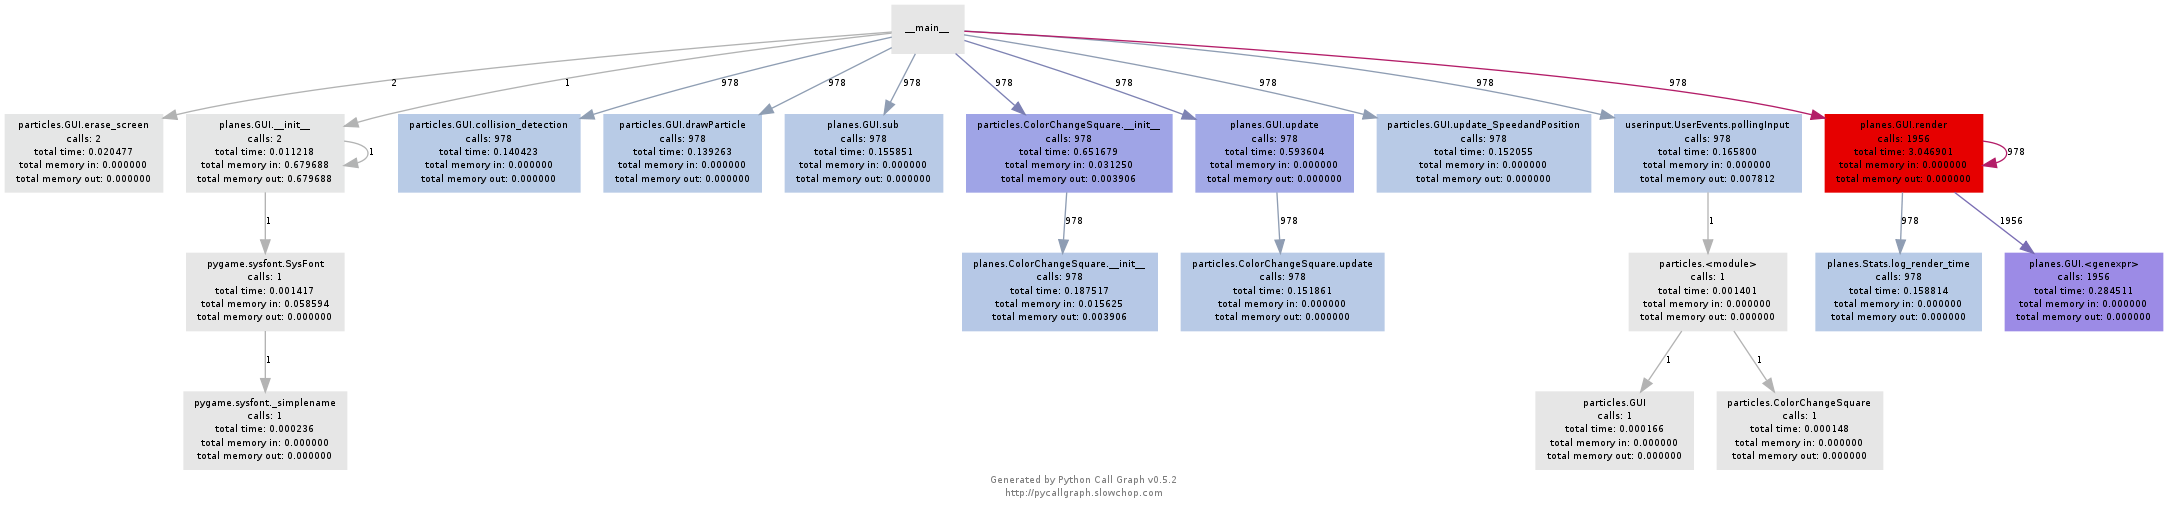 __main__
2
1
978
978
978
978
978
978
978
978
particles.GUI.erase_screen
calls: 2
total time: 0.020477
total memory in: 0.000000
total memory out: 0.000000
planes.GUI.__init__
calls: 2
total time: 0.011218
total memory in: 0.679688
total memory out: 0.679688
1
particles.GUI.collision_detection
calls: 978
total time: 0.140423
total memory in: 0.000000
total memory out: 0.000000
particles.GUI.drawParticle
calls: 978
total time: 0.139263
total memory in: 0.000000
total memory out: 0.000000
planes.GUI.sub
calls: 978
total time: 0.155851
total memory in: 0.000000
total memory out: 0.000000
particles.ColorChangeSquare.__init__
calls: 978
total time: 0.651679
total memory in: 0.031250
total memory out: 0.003906
planes.GUI.update
calls: 978
total time: 0.593604
total memory in: 0.000000
total memory out: 0.000000
particles.GUI.update_SpeedandPosition
calls: 978
total time: 0.152055
total memory in: 0.000000
total memory out: 0.000000
userinput.UserEvents.pollingInput
calls: 978
total time: 0.165800
total memory in: 0.000000
total memory out: 0.007812
planes.GUI.render
calls: 1956
total time: 3.046901
total memory in: 0.000000
total memory out: 0.000000
978
1
978
978
1
978
1956
pygame.sysfont.SysFont
calls: 1
total time: 0.001417
total memory in: 0.058594
total memory out: 0.000000
planes.ColorChangeSquare.__init__
calls: 978
total time: 0.187517
total memory in: 0.015625
total memory out: 0.003906
particles.ColorChangeSquare.update
calls: 978
total time: 0.151861
total memory in: 0.000000
total memory out: 0.000000
particles.<module>
calls: 1
total time: 0.001401
total memory in: 0.000000
total memory out: 0.000000
planes.Stats.log_render_time
calls: 978
total time: 0.158814
total memory in: 0.000000
total memory out: 0.000000
planes.GUI.<genexpr>
calls: 1956
total time: 0.284511
total memory in: 0.000000
total memory out: 0.000000
1
1
1
pygame.sysfont._simplename
calls: 1
total time: 0.000236
total memory in: 0.000000
total memory out: 0.000000
particles.GUI
calls: 1
total time: 0.000166
total memory in: 0.000000
total memory out: 0.000000
particles.ColorChangeSquare
calls: 1
total time: 0.000148
total memory in: 0.000000
total memory out: 0.000000
Generated by Python Call Graph v0.5.2
http://pycallgraph.slowchop.com